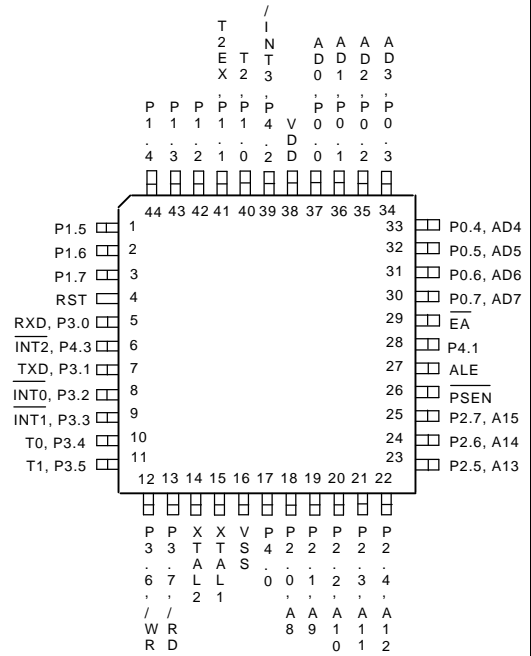 T2EX,P1.1
T2,P1.0
/INT3,P4.2
AD0,P0.0
AD1,P0.1
AD2,P0.2
AD3,P0.3
P1.4
P1.3
P1.2
VDD
44 43 42 41 40 39 38 37 36 35 34
P1.5 1
P1.6 2
P1.7 3
RST 4
RXD, P3.0 5
INT2, P4.3 6
TXD, P3.1 7
INT0, P3.2 8
INT1, P3.3 9
T0, P3.4 10
T1, P3.5 11
33 P0.4, AD4
32 P0.5, AD5
31 P0.6, AD6
30 P0.7, AD7
29 EA
28 P4.1
27 ALE
26 PSEN
25 P2.7, A15
24 P2.6, A14
23 P2.5, A13
12 13 14 15 16 17 18 19 20 21 22
P3.6,/WR
P3.7,/RD
XTAL2
XTAL1
VSS
P4.0
P2.0,A8
P2.1,A9
P2.2,A10
P2.3,A11
P2.4,A12